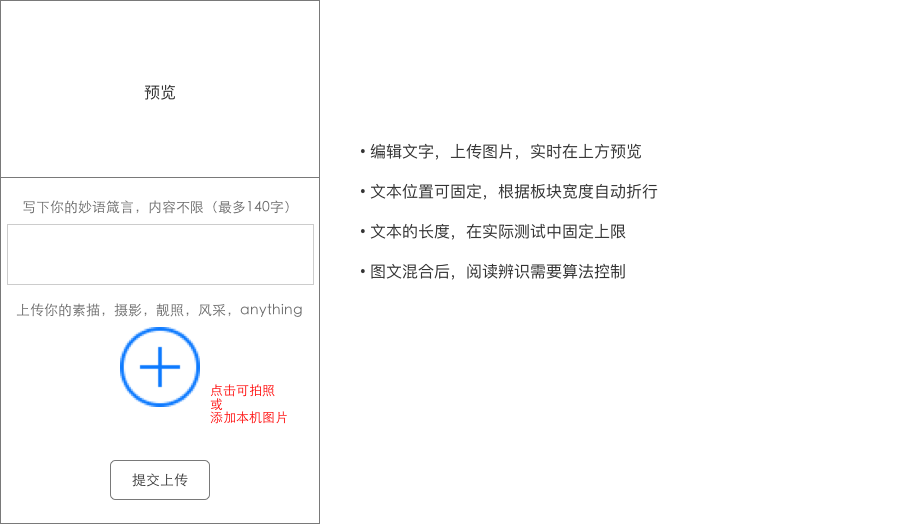 预览
写下你的妙语箴言，内容不限（最多140字）
上传你的素描，摄影，靓照，风采，anything
点击可拍照
或
添加本机图片
提交上传
• 编辑文字，上传图片，实时在上方预览
• 文本位置可固定，根据板块宽度自动折行
• 文本的长度，在实际测试中固定上限
• 图文混合后，阅读辨识需要算法控制